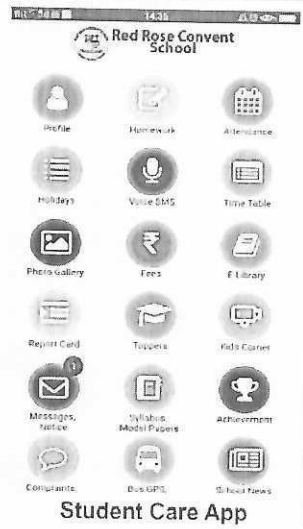 14:35
Red Rose Convent
School
Profile Homework Attendance
Holidays Voice SMS Time Table
Photo Gallery Fees E Library
Report Card Toppers Kids Corner
1
Messages, Syllabus Achievement
Notice Model Papers
Complaints Bus GPS School News
Student Care App